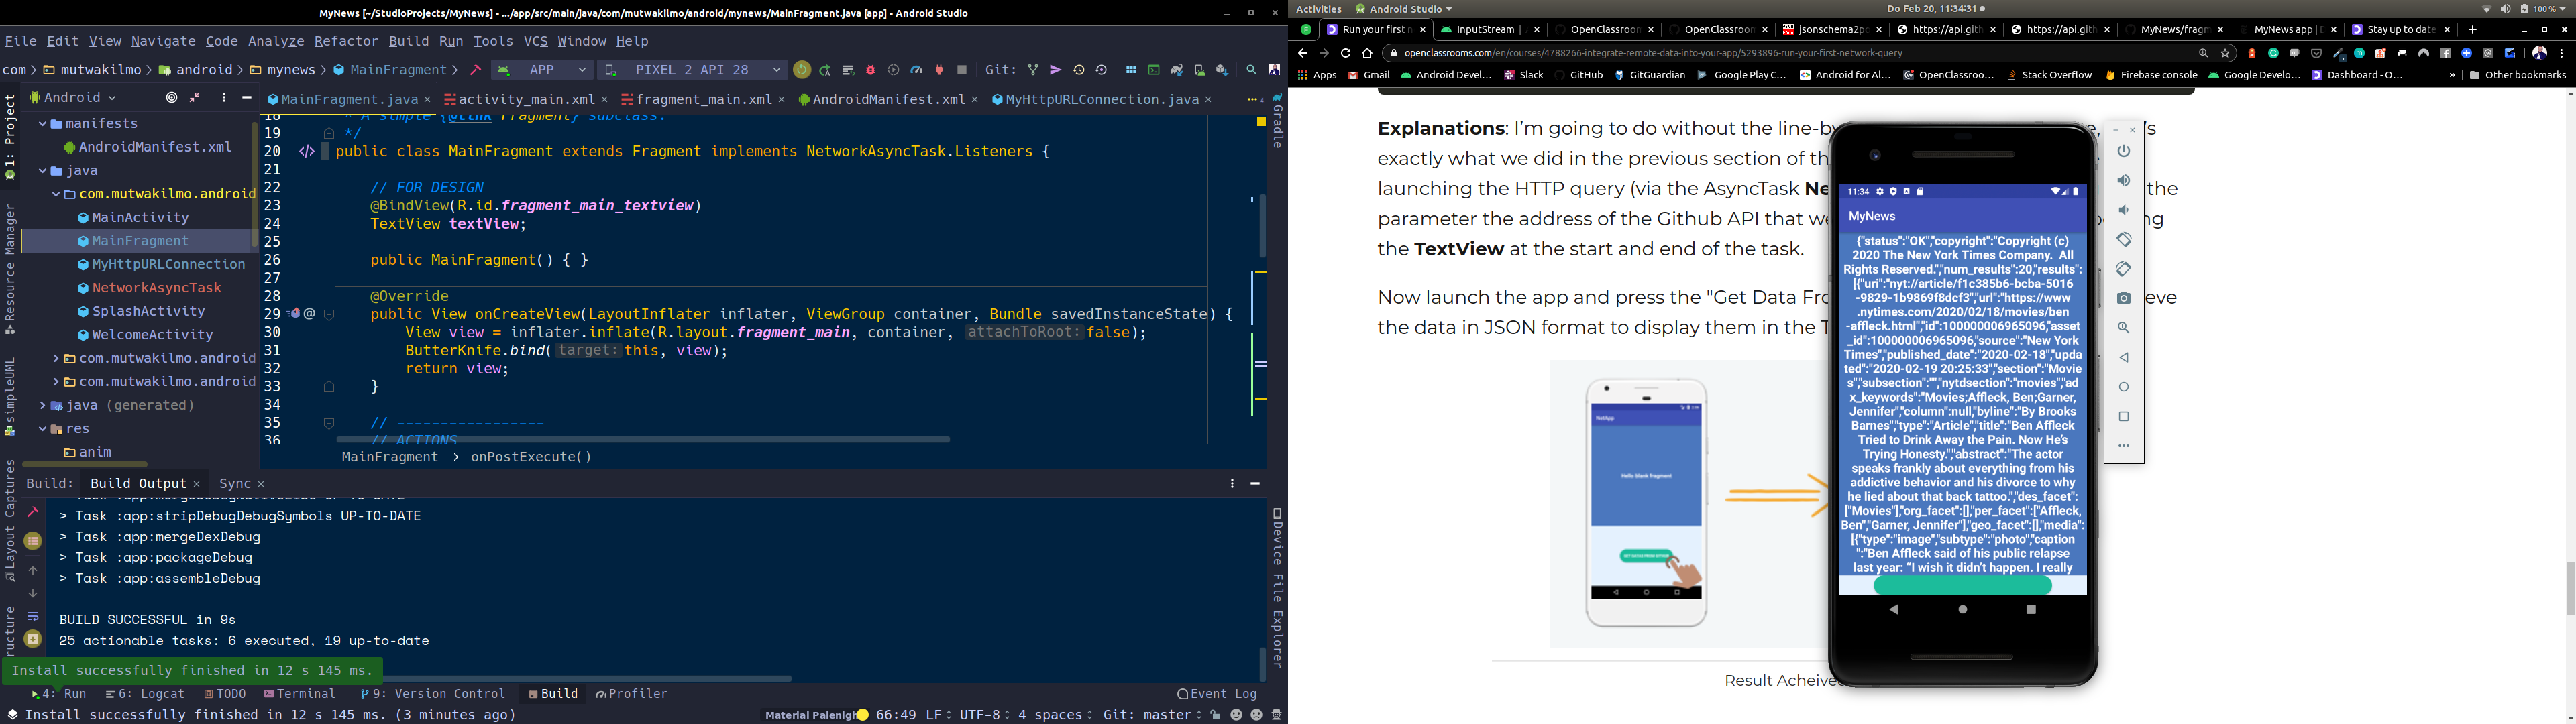 MyNews [~/StudioProjects/MyNews] - .../app/src/main/java/com/mutwakilmo/android/mynews/MainFragment.java [app] - Android Studio
File Edit View Navigate Code Analyze Refactor Build Run Tools VCS Window Help
com mutwakilmo android mynews MainFragment APP PIXEL 2 API 28 Git:
Android
MainFragment.java activity_main.xml fragment_main.xml AndroidManifest.xml MyHttpURLConnection.java
1: Project
Resource Manager
simpleUML
Layout Captures
manifests
AndroidManifest.xml
java
com.mutwakilmo.android
MainActivity
MainFragment
MyHttpURLConnection
NetworkAsyncTask
SplashActivity
WelcomeActivity
com.mutwakilmo.android
com.mutwakilmo.android
java (generated)
res
anim
18 * A simple {@link Fragment} subclass.
19 */
20 public class MainFragment extends Fragment implements NetworkAsyncTask.Listeners {
21
22 // FOR DESIGN
23 @BindView(R.id.fragment_main_textview)
24 TextView textView;
25
26 public MainFragment() { }
27
28 @Override
29 public View onCreateView(LayoutInflater inflater, ViewGroup container, Bundle savedInstanceState) {
30 View view = inflater.inflate(R.layout.fragment_main, container, attachToRoot: false);
31 ButterKnife.bind( target: this, view);
32 return view;
33 }
34
35 // -----------------
36 // ACTIONS
MainFragment > onPostExecute()
Gradle
Device File Explorer
Build: Build Output × Sync ×
> Task :app:stripDebugDebugSymbols UP-TO-DATE
> Task :app:mergeDexDebug
> Task :app:packageDebug
> Task :app:assembleDebug
BUILD SUCCESSFUL in 9s
25 actionable tasks: 6 executed, 19 up-to-date
Install successfully finished in 12 s 145 ms.
4: Run 6: Logcat TODO Terminal 9: Version Control Build Profiler Event Log
Install successfully finished in 12 s 145 ms. (3 minutes ago) Material Palenigh 66:49 LF UTF-8 4 spaces Git: master
Activities Android Studio Do Feb 20, 11:34:31 100 %
Run your first n InputStream | OpenClassroom OpenClassroom jsonschema2po https://api.gith https://api.gith MyNews/fragm MyNews app | D Stay up to date
openclassrooms.com/en/courses/4788266-integrate-remote-data-into-your-app/5293896-run-your-first-network-query
Apps Gmail Android Devel... Slack GitHub GitGuardian Google Play C... Android for Al... OpenClassroo... Stack Overflow Firebase console Google Develo... Dashboard - O... » Other bookmarks
Explanations: I'm going to do without the line-by
exactly what we did in the previous section of th
launching the HTTP query (via the AsyncTask Ne the
parameter the address of the Github API that we ng
the TextView at the start and end of the task.
Now launch the app and press the "Get Data Fro eve
the data in JSON format to display them in the T
NetApp
Hello blank fragment
Result Acheived
11:34
MyNews
{"status":"OK","copyright":"Copyright (c)
2020 The New York Times Company. All
Rights Reserved.","num_results":20,"results":
[{"uri":"nyt://article/f1c385b6-bcba-5016
-9829-1b9869f8dcf3","url":"https://www
.nytimes.com/2020/02/18/movies/ben
-affleck.html","id":100000006965096,"asset
_id":100000006965096,"source":"New York
Times","published_date":"2020-02-18","upda
ted":"2020-02-19 20:25:33","section":"Movie
s","subsection":"","nytdsection":"movies","ad
x_keywords":"Movies;Affleck, Ben;Garner,
Jennifer","column":null,"byline":"By Brooks
Barnes","type":"Article","title":"Ben Affleck
Tried to Drink Away the Pain. Now He's
Trying Honesty.","abstract":"The actor
speaks frankly about everything from his
addictive behavior and his divorce to why
he lied about that back tattoo.","des_facet":
["Movies"],"org_facet":[],"per_facet":["Affleck,
Ben","Garner, Jennifer"],"geo_facet":[],"media":
[{"type":"image","subtype":"photo","caption
":"Ben Affleck said of his public relapse
last year: "I wish it didn't happen. I really